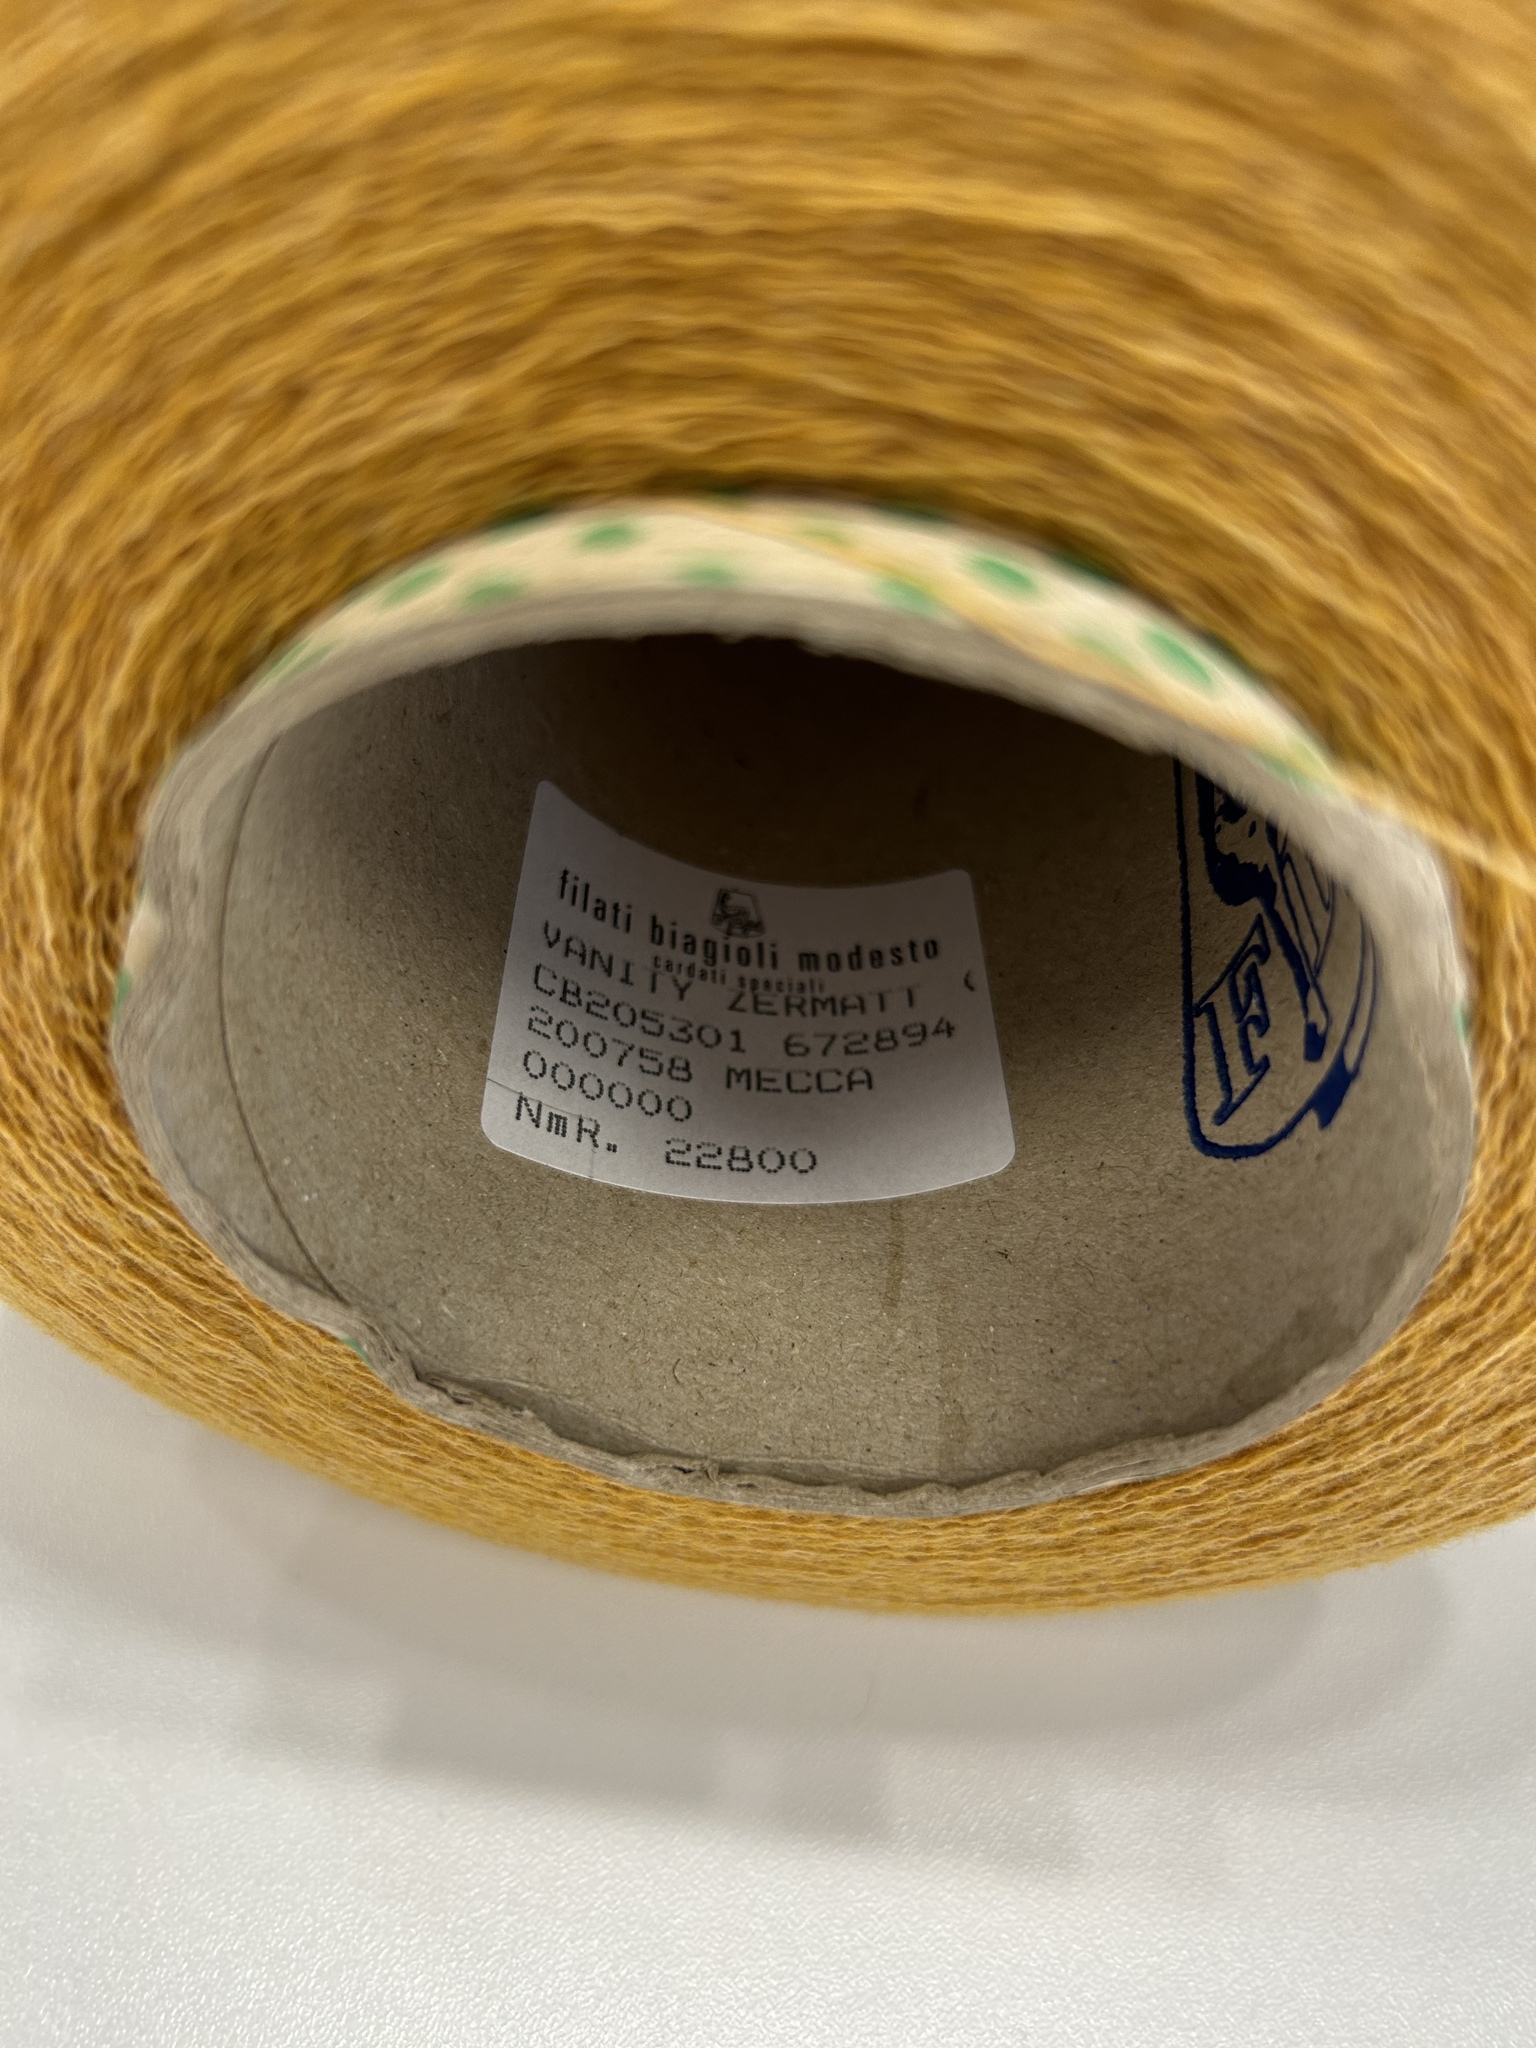 filati biagioli modesto
cardati speciali
VANITY ZERMATT (
CB205301 672894
200758 MECCA
000000
NmR. 22800